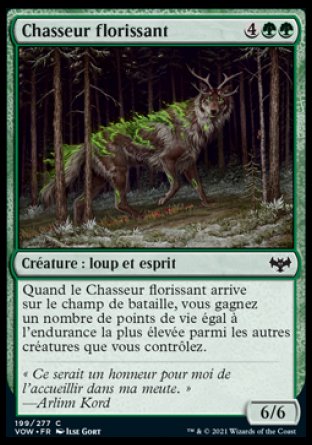 Chasseur florissant 4
Créature : loup et esprit
Quand le Chasseur florissant arrive
sur le champ de bataille, vous gagnez
un nombre de points de vie égal à
l'endurance la plus élevée parmi les autres
créatures que vous contrôlez.
« Ce serait un honneur pour moi de
l'accueillir dans ma meute. »
—Arlinn Kord
6/6
199/277 C
VOW • FR Ilse Gort
™ & © 2021 Wizards of the Coast